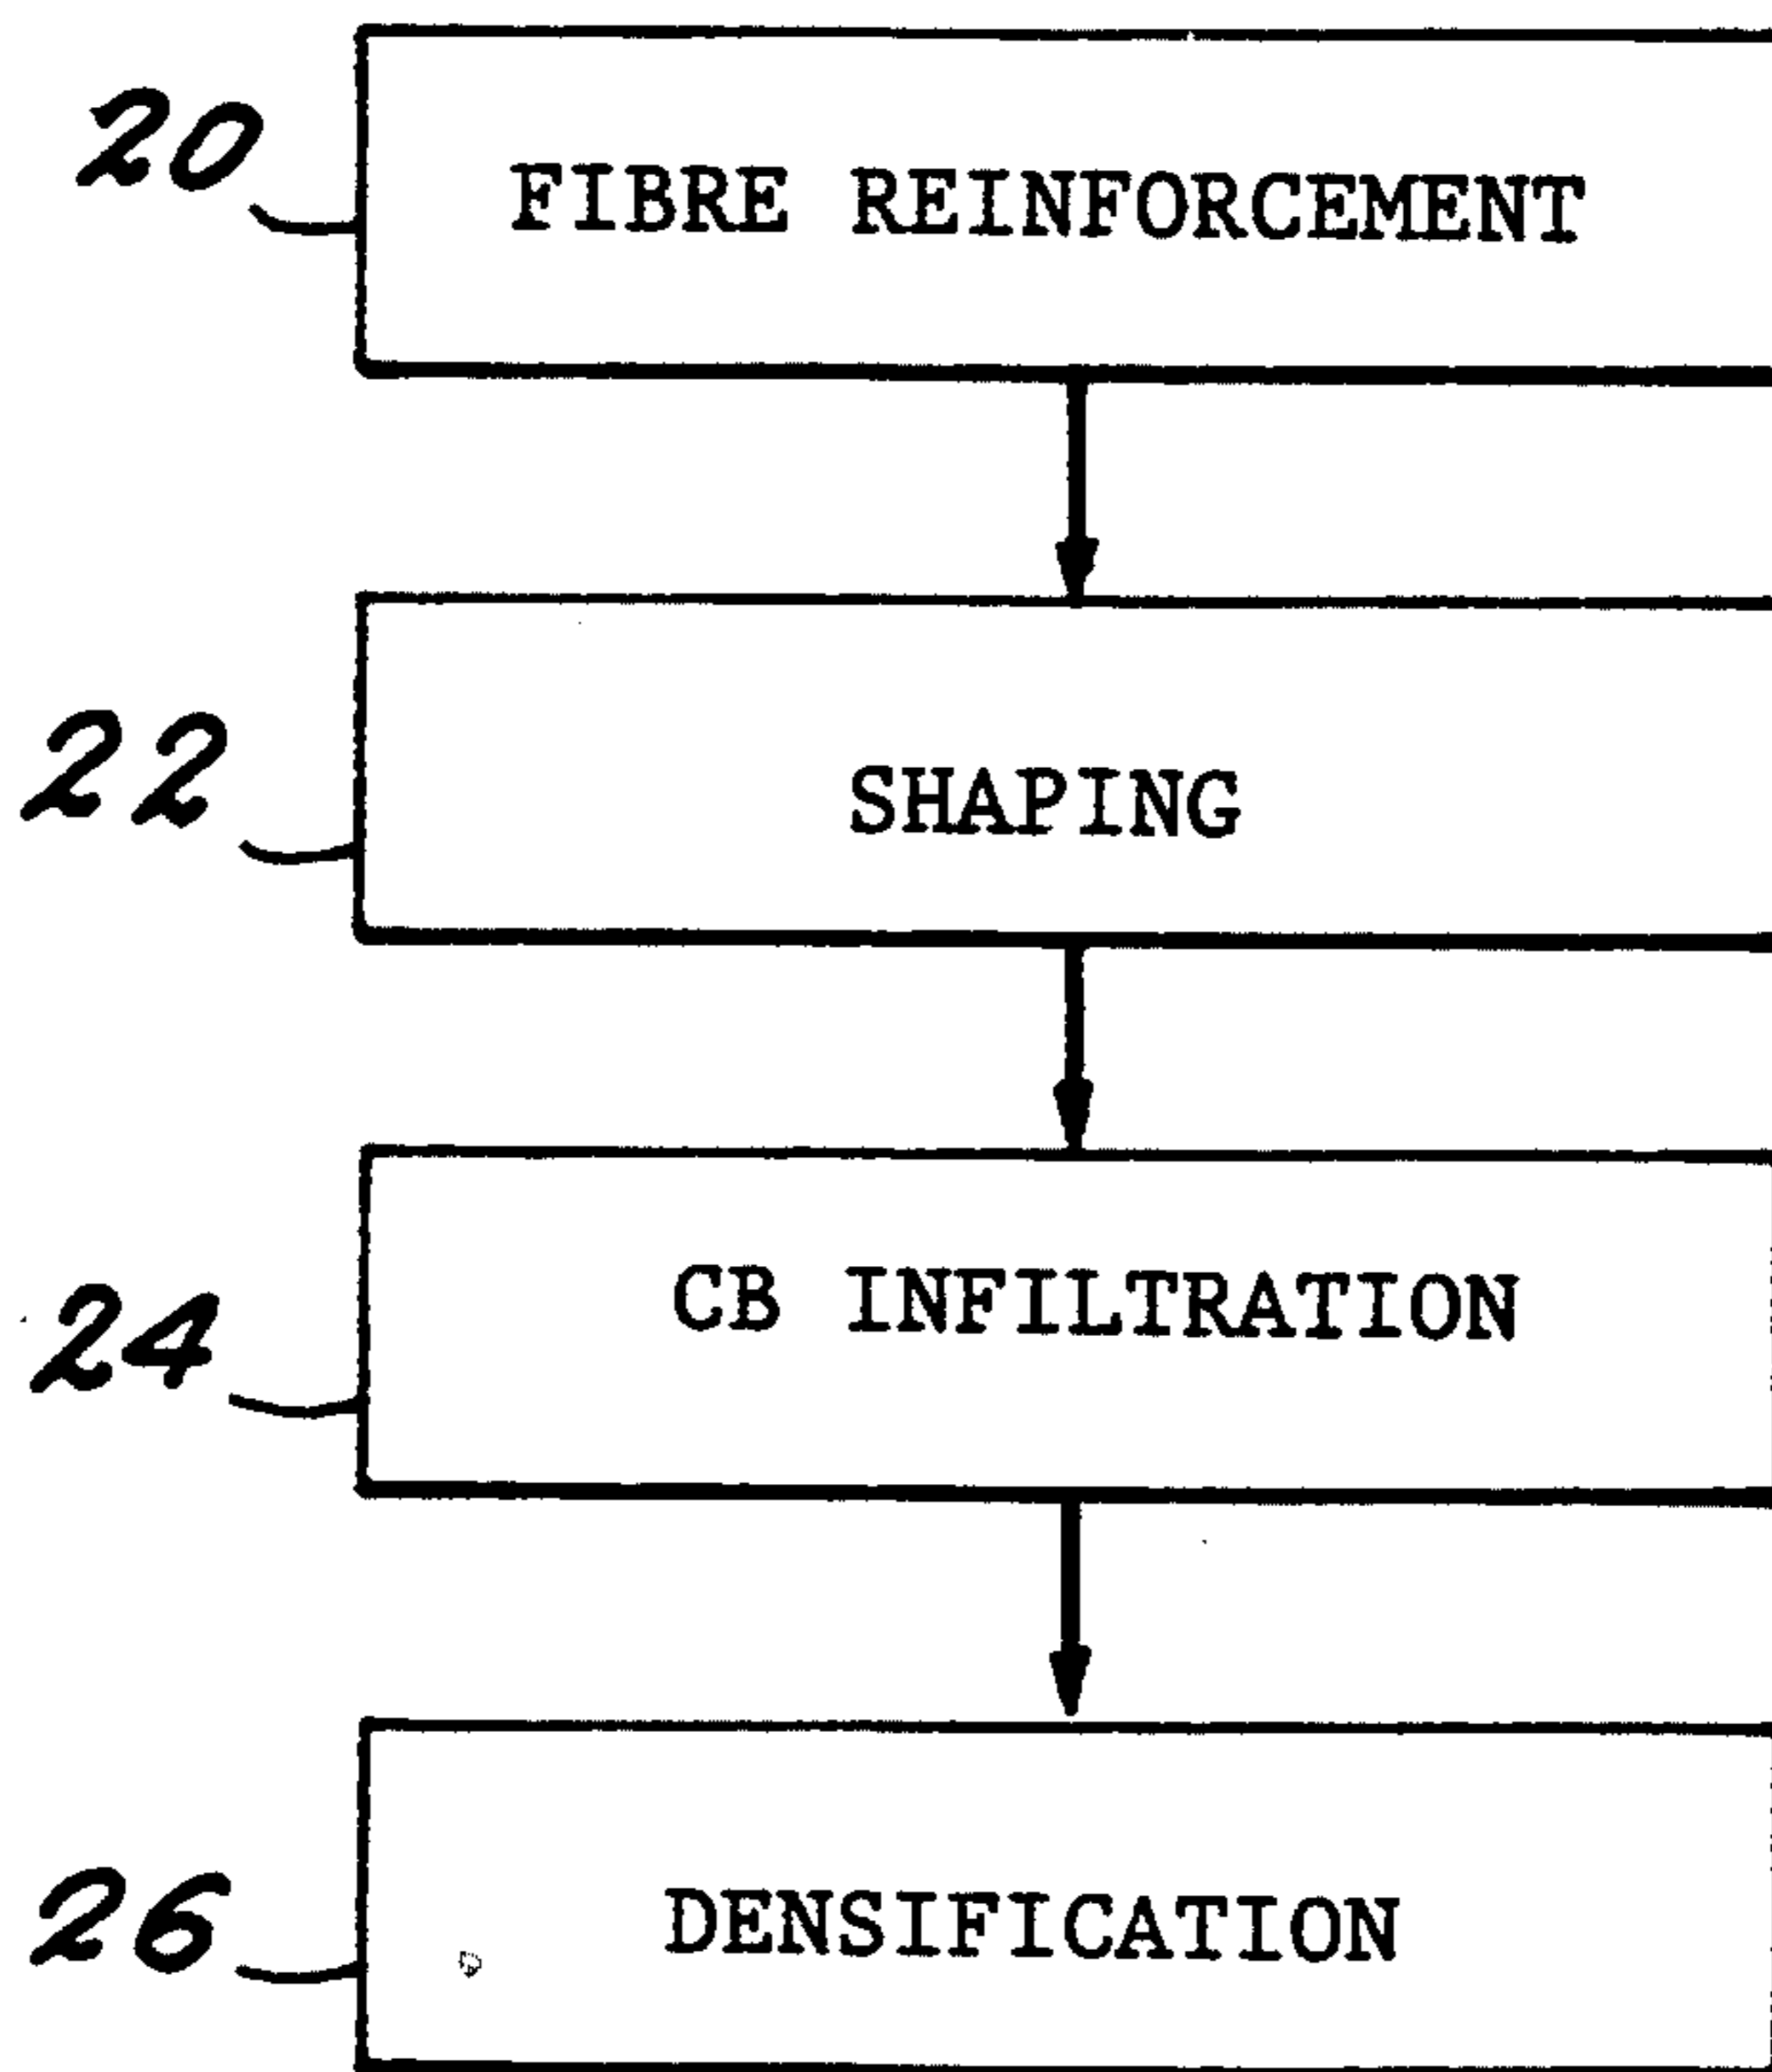 20
FIBRE REINFORCEMENT
22
SHAPING
24
CB INFILTRATION
26
DENSIFICATION